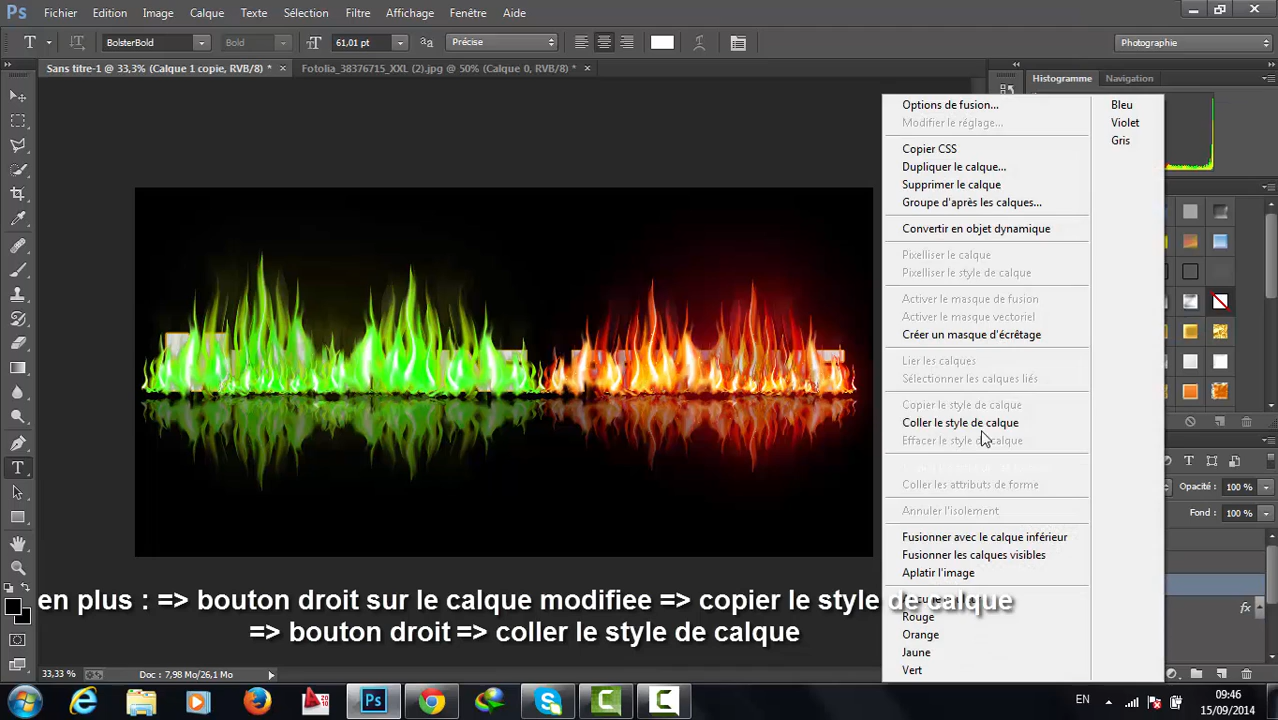 Ps Fichier Edition Image Calque Texte Sélection Filtre Affichage Fenêtre Aide
T BolsterBold Bold 61,01 pt aa Précise Photographie
Sans titre-1 @ 33,3% (Calque 1 copie, RVB/8) * × Fotolia_38376715_XXL (2).jpg @ 50% (Calque 0, RVB/8) * ×
Histogramme Navigation
Options de fusion...
Modifier le réglage...
Copier CSS
Dupliquer le calque...
Supprimer le calque
Groupe d'après les calques...
Convertir en objet dynamique
Pixelliser le calque
Pixelliser le style de calque
Activer le masque de fusion
Activer le masque vectoriel
Créer un masque d'écrêtage
Lier les calques
Sélectionner les calques liés
Copier le style de calque
Coller le style de calque
Effacer le style de calque
Coller les attributs de forme
Annuler l'isolement
Fusionner avec le calque inférieur
Fusionner les calques visibles
Aplatir l'image
Rouge
Orange
Jaune
Vert
Bleu
Violet
Gris
Opacité : 100 %
Fond : 100 %
fx
en plus : => bouton droit sur le calque modifiee => copier le style de calque
=> bouton droit => coller le style de calque
33,33 % Doc : 7,98 Mo/26,1 Mo
EN 09:46
15/09/2014